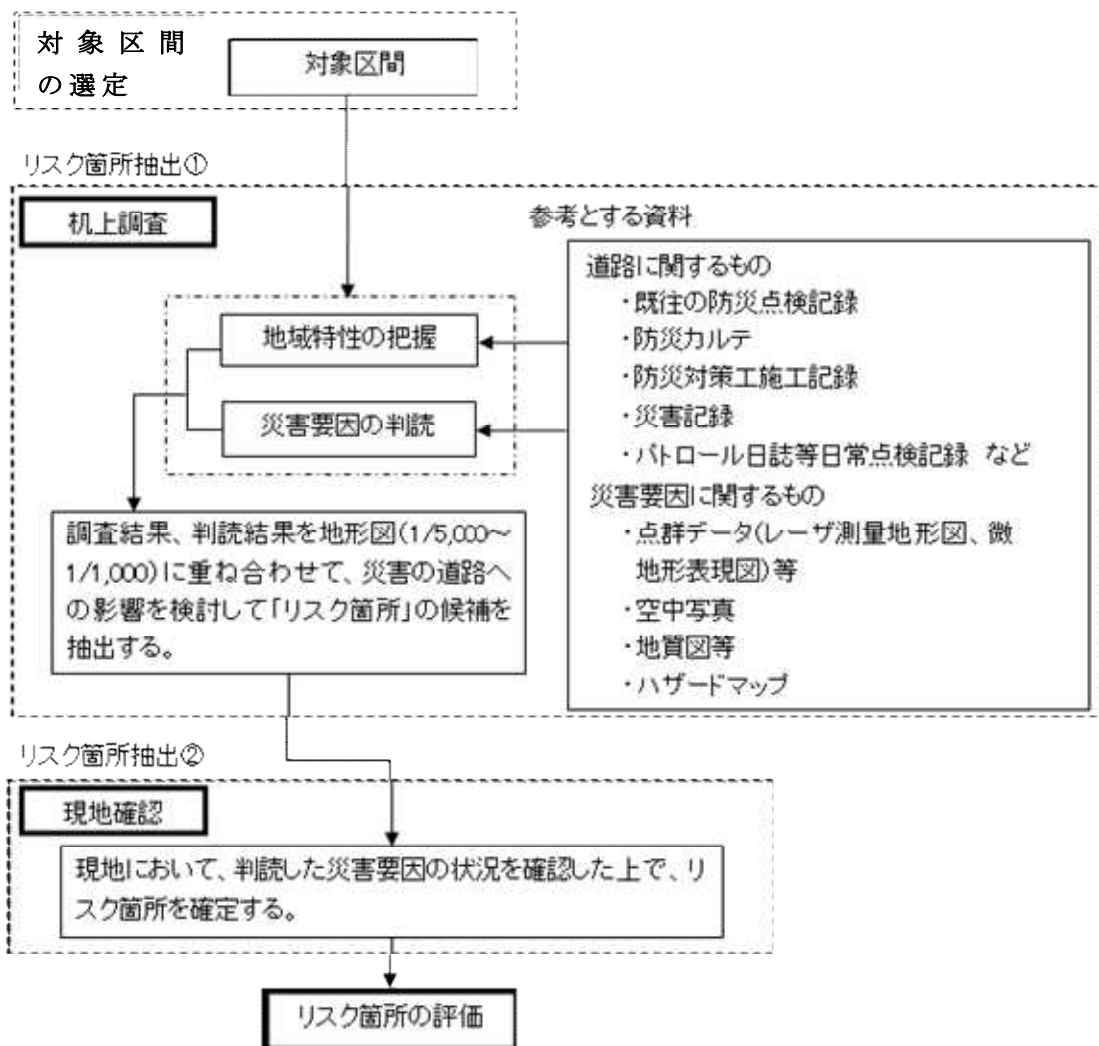 対象区間
の選定
対象区間
リスク箇所抽出①
机上調査
参考とする資料
地域特性の把握
災害要因の判読
道路に関するもの
・既往の防災点検記録
・防災カルテ
・防災対策工施工記録
・災害記録
・パトロール日誌等日常点検記録 など
災害要因に関するもの
・点群データ(レーザ測量地形図、微
地形表現図)等
・空中写真
・地質図等
・ハザードマップ
調査結果、判読結果を地形図(1/5,000～
1/1,000)に重ね合わせて、災害の道路へ
の影響を検討して「リスク箇所」の候補を
抽出する。
リスク箇所抽出②
現地確認
現地において、判読した災害要因の状況を確認した上で、リ
スク箇所を確定する。
リスク箇所の評価